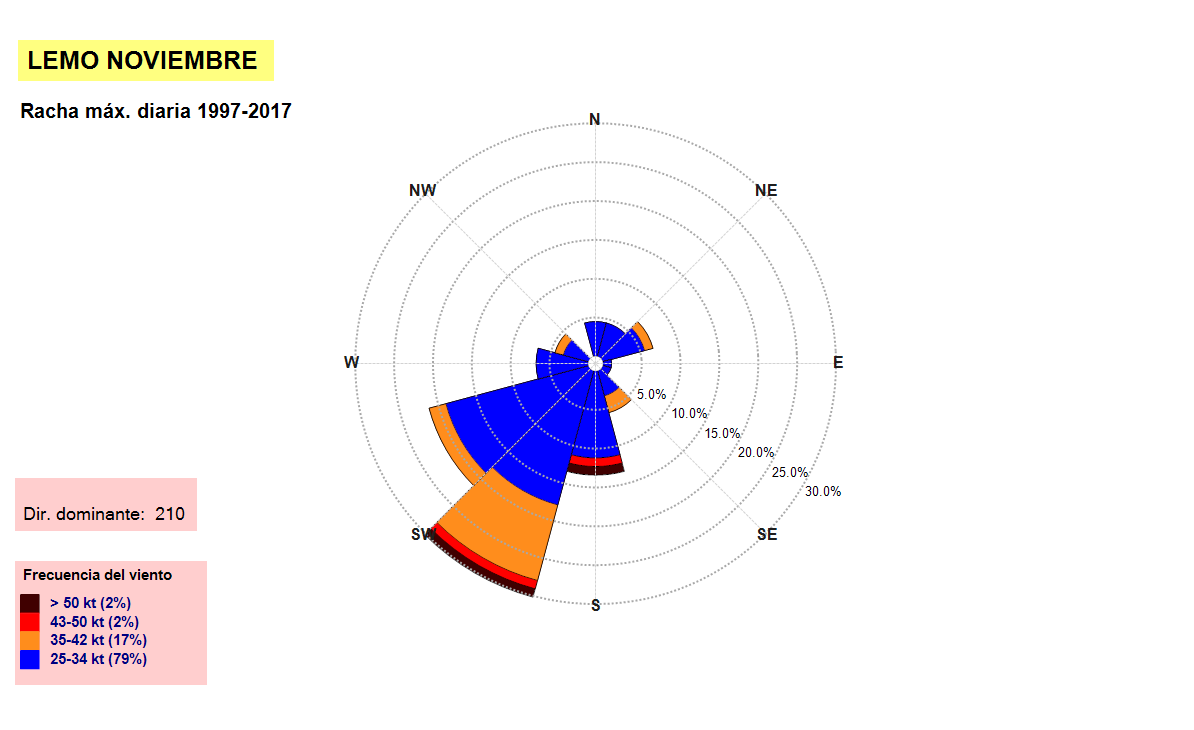 LEMO NOVIEMBRE
Racha máx. diaria 1997-2017
N
NW
NE
W
E
5.0%
10.0%
15.0%
20.0%
25.0%
30.0%
SW
SE
S
Dir. dominante: 210
Frecuencia del viento
> 50 kt (2%)
43-50 kt (2%)
35-42 kt (17%)
25-34 kt (79%)